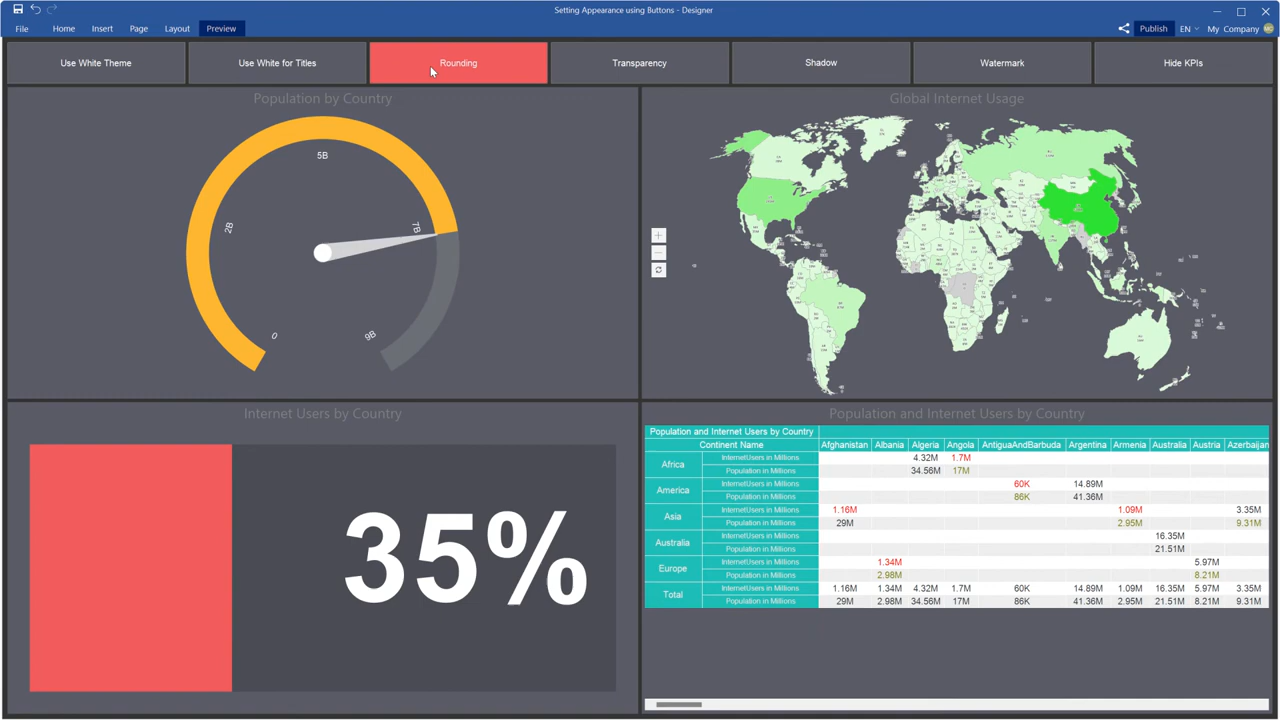 Setting Appearance using Buttons - Designer
File Home Insert Page Layout Preview Publish EN My Company
Use White Theme Use White for Titles Rounding Transparency Shadow Watermark Hide KPIs
Population by Country
0 2B 5B 7B 9B
Global Internet Usage
Internet Users by Country
35%
Population and Internet Users by Country
Population and Internet Users by Country
Continent Name Afghanistan Albania Algeria Angola AntiguaAndBarbuda Argentina Armenia Australia Austria Azerbaijan
Africa
InternetUsers in Millions 4.32M 1.7M
Population in Millions 34.56M 17M
America
InternetUsers in Millions 60K 14.89M
Population in Millions 86K 41.36M
Asia
InternetUsers in Millions 1.16M 1.09M 3.35M
Population in Millions 29M 2.95M 9.31M
Australia
InternetUsers in Millions 16.35M
Population in Millions 21.51M
Europe
InternetUsers in Millions 1.34M 5.97M
Population in Millions 2.98M 8.21M
Total
InternetUsers in Millions 1.16M 1.34M 4.32M 1.7M 60K 14.89M 1.09M 16.35M 5.97M 3.35M
Population in Millions 29M 2.98M 34.56M 17M 86K 41.36M 2.95M 21.51M 8.21M 9.31M